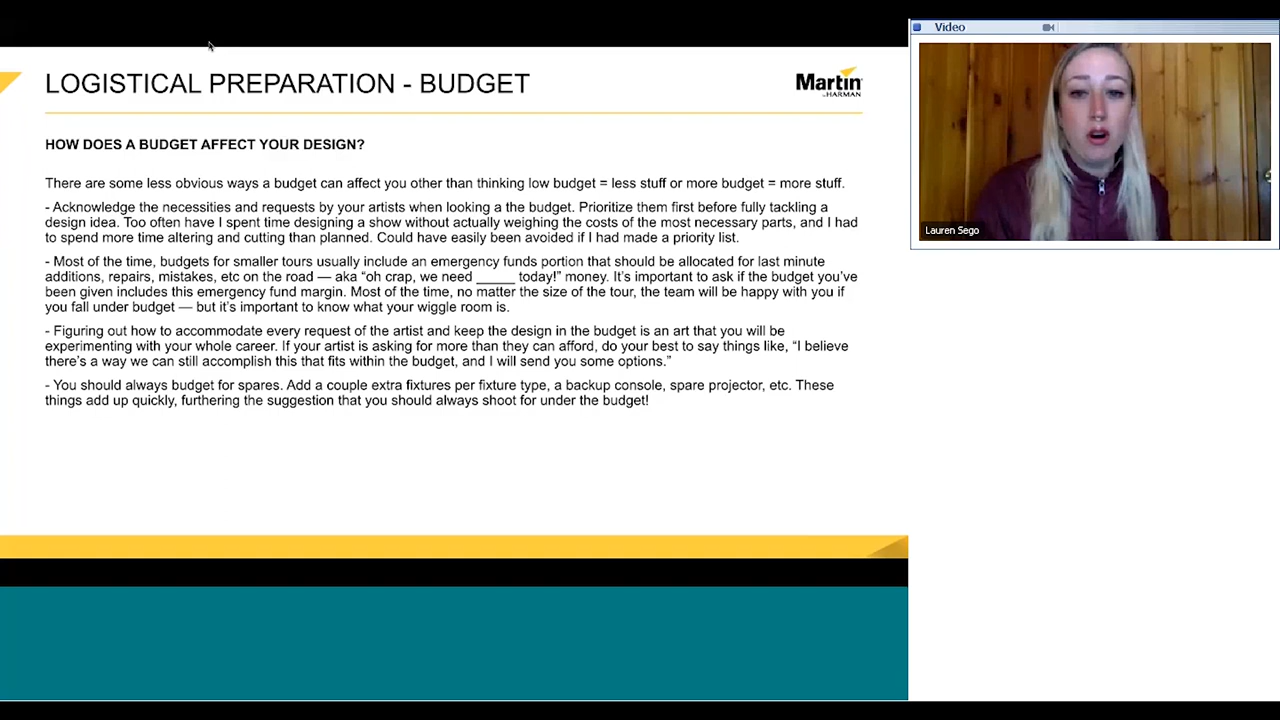 LOGISTICAL PREPARATION - BUDGET
Martin
by HARMAN
HOW DOES A BUDGET AFFECT YOUR DESIGN?
There are some less obvious ways a budget can affect you other than thinking low budget = less stuff or more budget = more stuff.
- Acknowledge the necessities and requests by your artists when looking a the budget. Prioritize them first before fully tackling a
design idea. Too often have I spent time designing a show without actually weighing the costs of the most necessary parts, and I had
to spend more time altering and cutting than planned. Could have easily been avoided if I had made a priority list.
- Most of the time, budgets for smaller tours usually include an emergency funds portion that should be allocated for last minute
additions, repairs, mistakes, etc on the road — aka “oh crap, we need _____ today!” money. It’s important to ask if the budget you’ve
been given includes this emergency fund margin. Most of the time, no matter the size of the tour, the team will be happy with you if
you fall under budget — but it’s important to know what your wiggle room is.
- Figuring out how to accommodate every request of the artist and keep the design in the budget is an art that you will be
experimenting with your whole career. If your artist is asking for more than they can afford, do your best to say things like, “I believe
there’s a way we can still accomplish this that fits within the budget, and I will send you some options.”
- You should always budget for spares. Add a couple extra fixtures per fixture type, a backup console, spare projector, etc. These
things add up quickly, furthering the suggestion that you should always shoot for under the budget!
Video
Lauren Sego